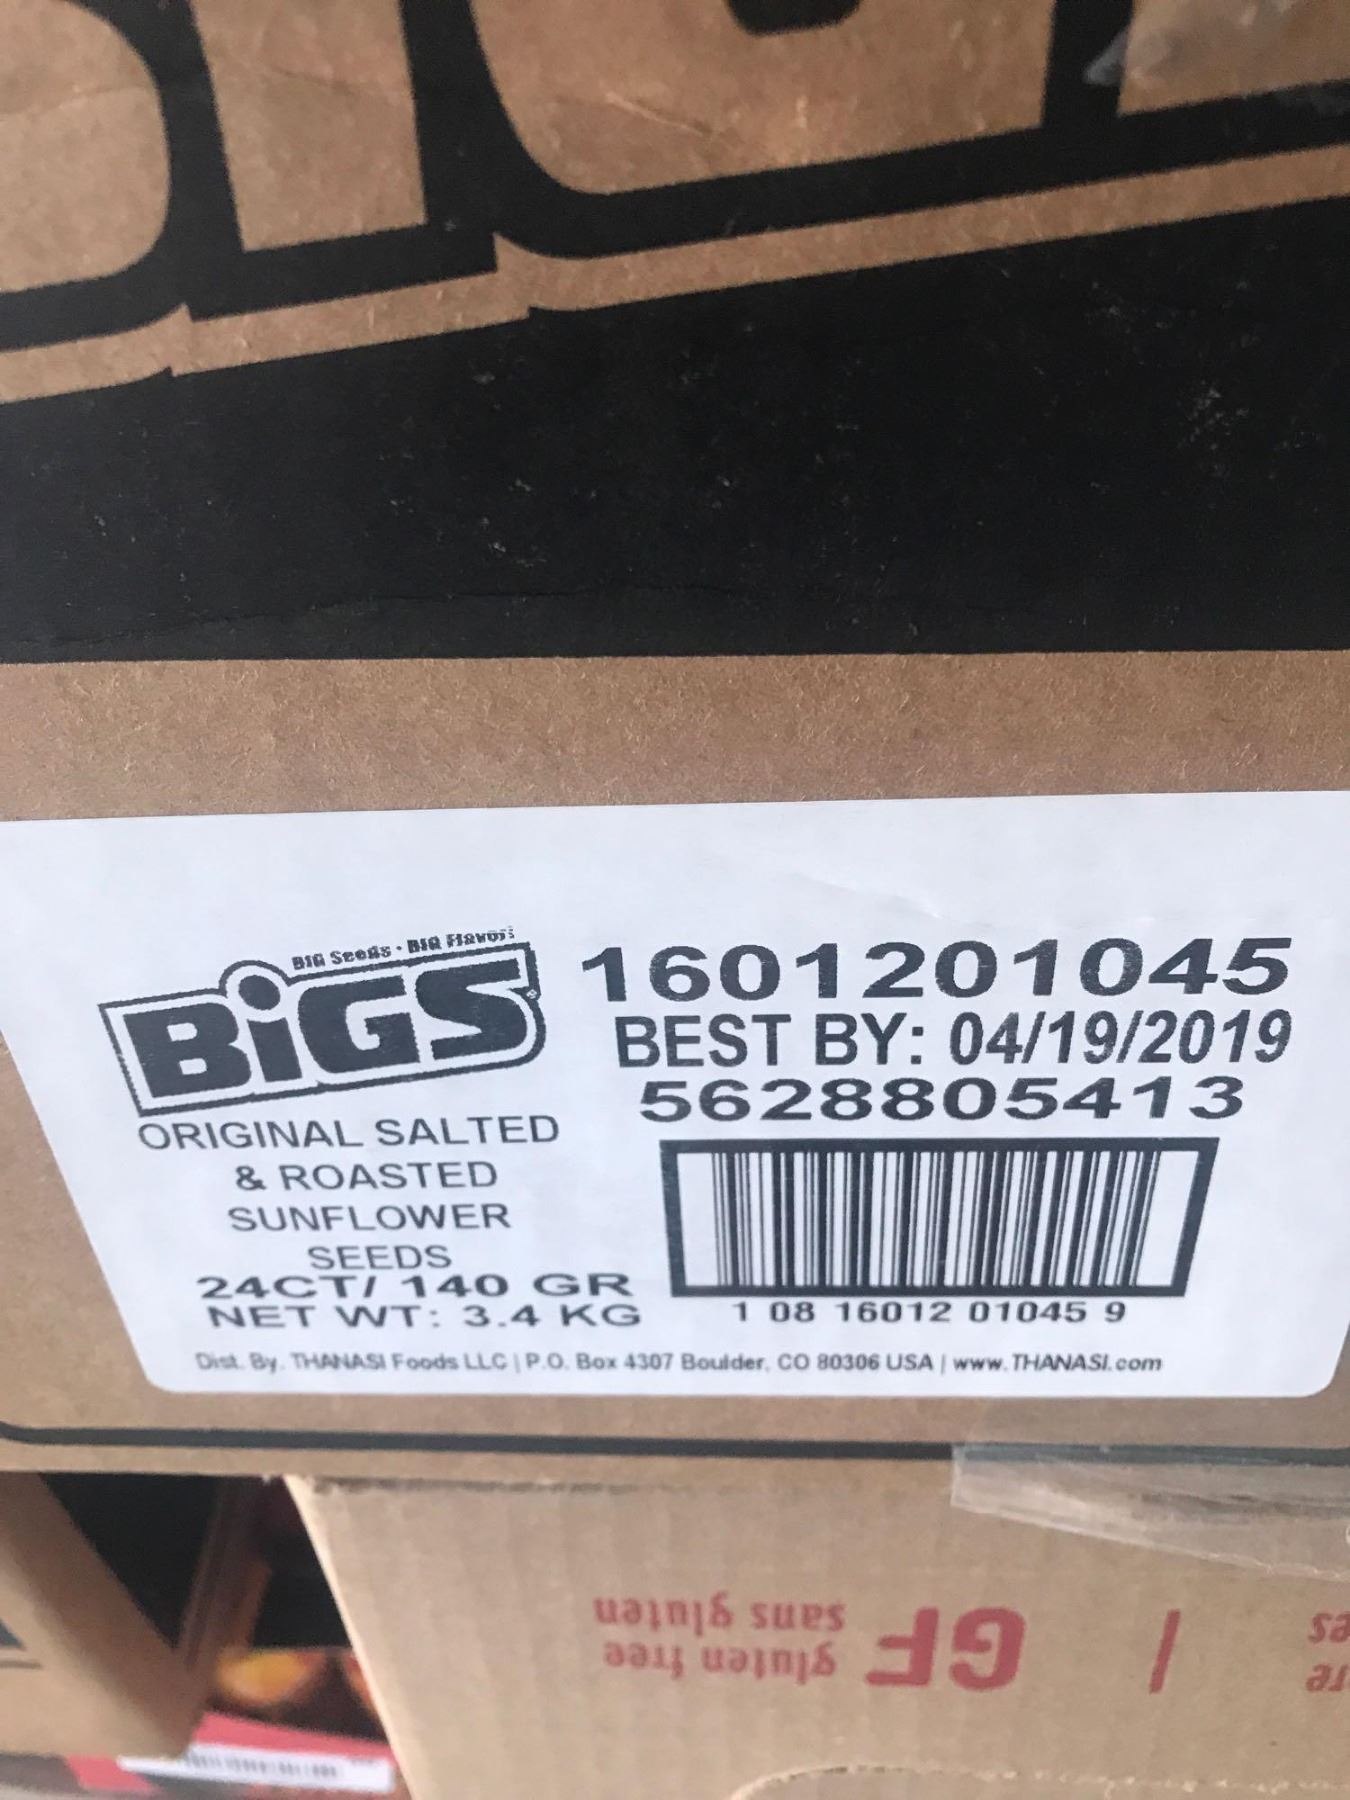 BIG Seeds • BIG Flavor!
BiGS
ORIGINAL SALTED
& ROASTED
SUNFLOWER
SEEDS
24CT/ 140 GR
NET WT: 3.4 KG
1601201045
BEST BY: 04/19/2019
5628805413
1 08 16012 01045 9
Dist. By. THANASI Foods LLC | P.O. Box 4307 Boulder, CO 80306 USA | www.THANASI.com
GF
gluten free
sans gluten